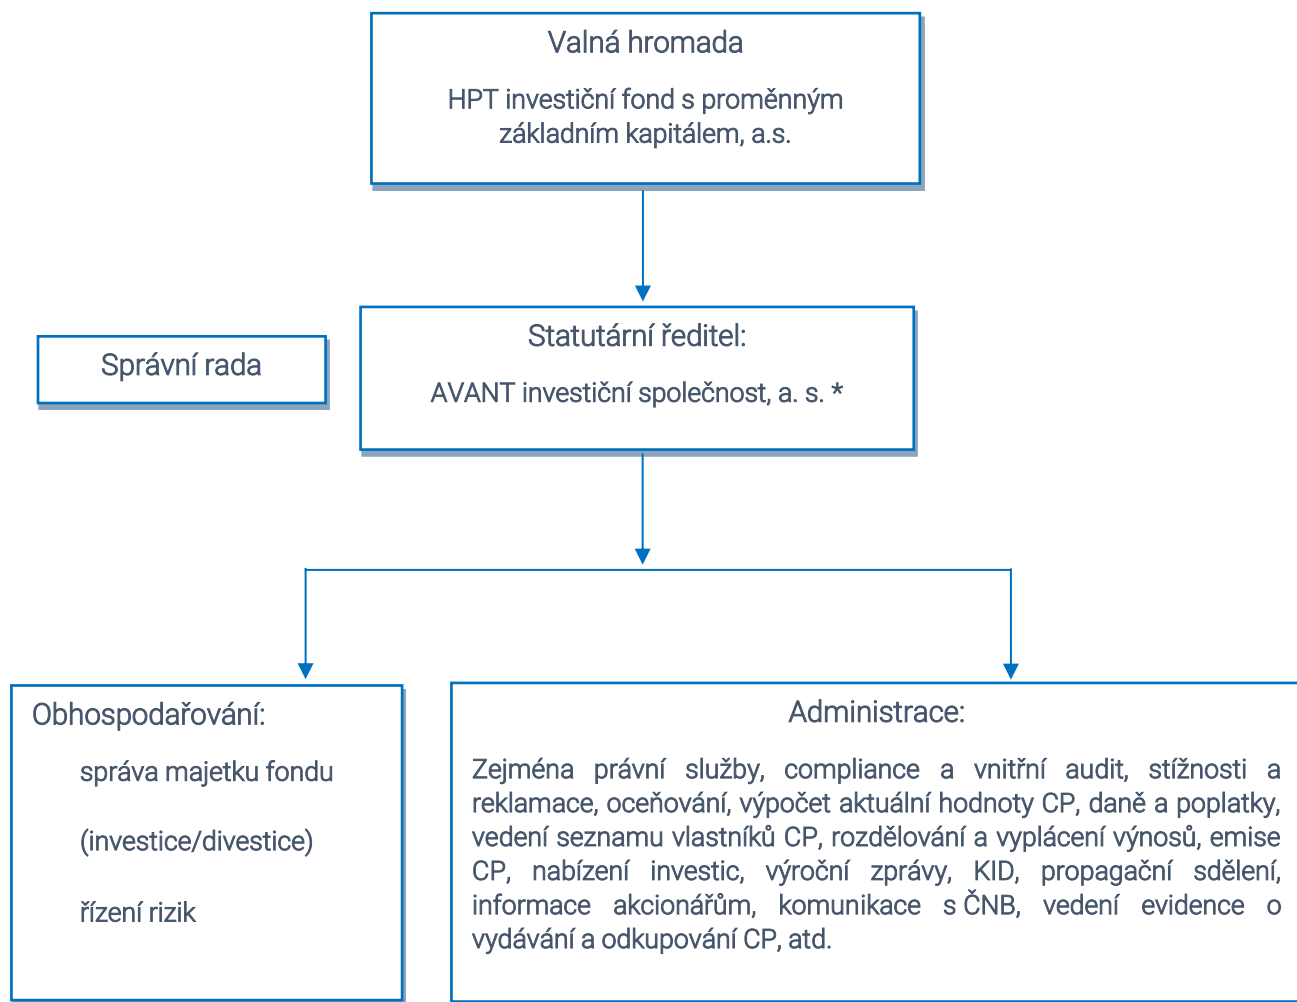 Valná hromada
HPT investiční fond s proměnným
základním kapitálem, a.s.
Správní rada
Statutární ředitel:
AVANT investiční společnost, a. s. *
Obhospodařování:
správa majetku fondu
(investice/divestice)
řízení rizik
Administrace:
Zejména právní služby, compliance a vnitřní audit, stížnosti a
reklamace, oceňování, výpočet aktuální hodnoty CP, daně a poplatky,
vedení seznamu vlastníků CP, rozdělování a vyplácení výnosů, emise
CP, nabízení investic, výroční zprávy, KID, propagační sdělení,
informace akcionářům, komunikace s ČNB, vedení evidence o
vydávání a odkupování CP, atd.